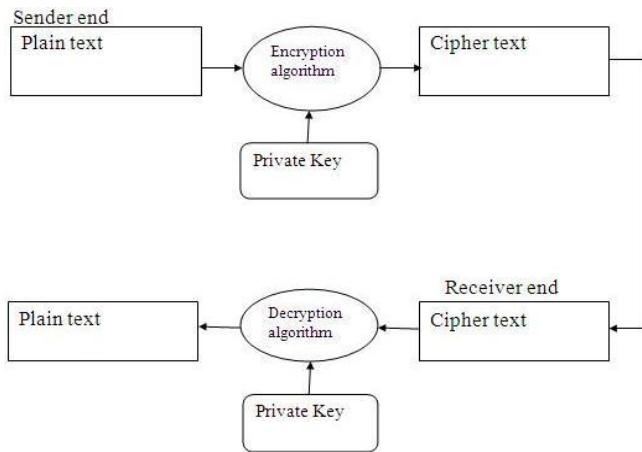 Sender end
Plain text
Encryption
algorithm
Cipher text
Private Key
Receiver end
Plain text
Decryption
algorithm
Cipher text
Private Key